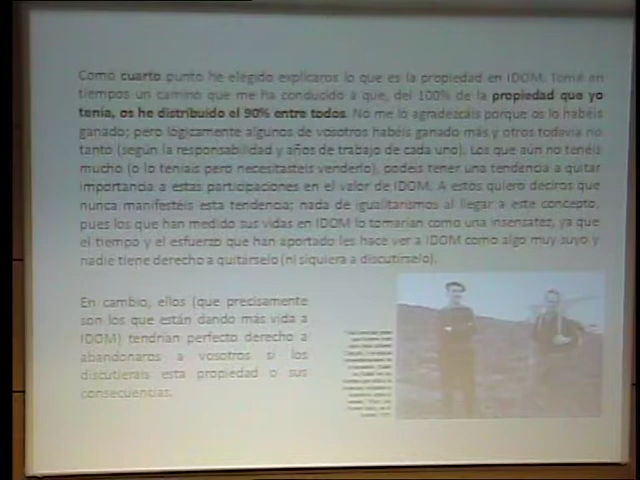 Como cuarto punto he elegido explicaros lo que es la propiedad en IDOM. Tomé en
tiempos un camino que me ha conducido a que, del 100% de la propiedad que yo
tenía, os he distribuido el 90% entre todos. No me lo agradezcáis porque os lo habéis
ganado; pero lógicamente algunos de vosotros habéis ganado más y otros todavía no
tanto (según la responsabilidad y años de trabajo de cada uno). Los que aún no tenéis
mucho (o lo teníais pero necesitasteis venderlo), podéis tener una tendencia a quitar
importancia a estas participaciones en el valor de IDOM. A estos quiero deciros que
nunca manifestéis esta tendencia; nada de igualitarismos al llegar a este concepto,
pues los que han medido sus vidas en IDOM lo tomarían como una insensatez, ya que
el tiempo y el esfuerzo que han aportado les hace ver a IDOM como algo muy suyo y
nadie tiene derecho a quitárselo (ni siquiera a discutírselo).
En cambio, ellos (que precisamente
son los que están dando más vida a
IDOM) tendrían perfecto derecho a
abandonaros a vosotros si les
discutierais esta propiedad o sus
consecuencias.